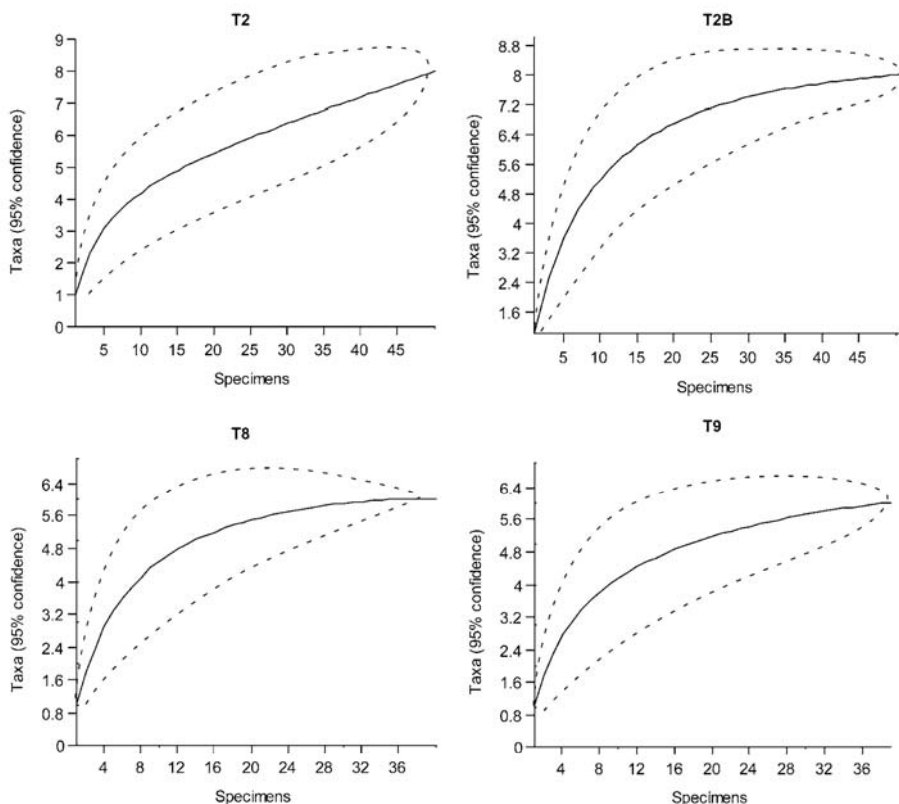 T2
9
8
7
6
5
4
3
2
1
0
Taxa (95% confidence)
5 10 15 20 25 30 35 40 45
Specimens
T2B
8.8
8
7.2
6.4
5.6
4.8
4
3.2
2.4
1.6
Taxa (95% confidence)
5 10 15 20 25 30 35 40 45
Specimens
T8
6.4
5.6
4.8
4
3.2
2.4
1.6
0.8
0
Taxa (95% confidence)
4 8 12 16 20 24 28 32 36
Specimens
T9
6.4
5.6
4.8
4
3.2
2.4
1.6
0.8
0
Taxa (95% confidence)
4 8 12 16 20 24 28 32 36
Specimens